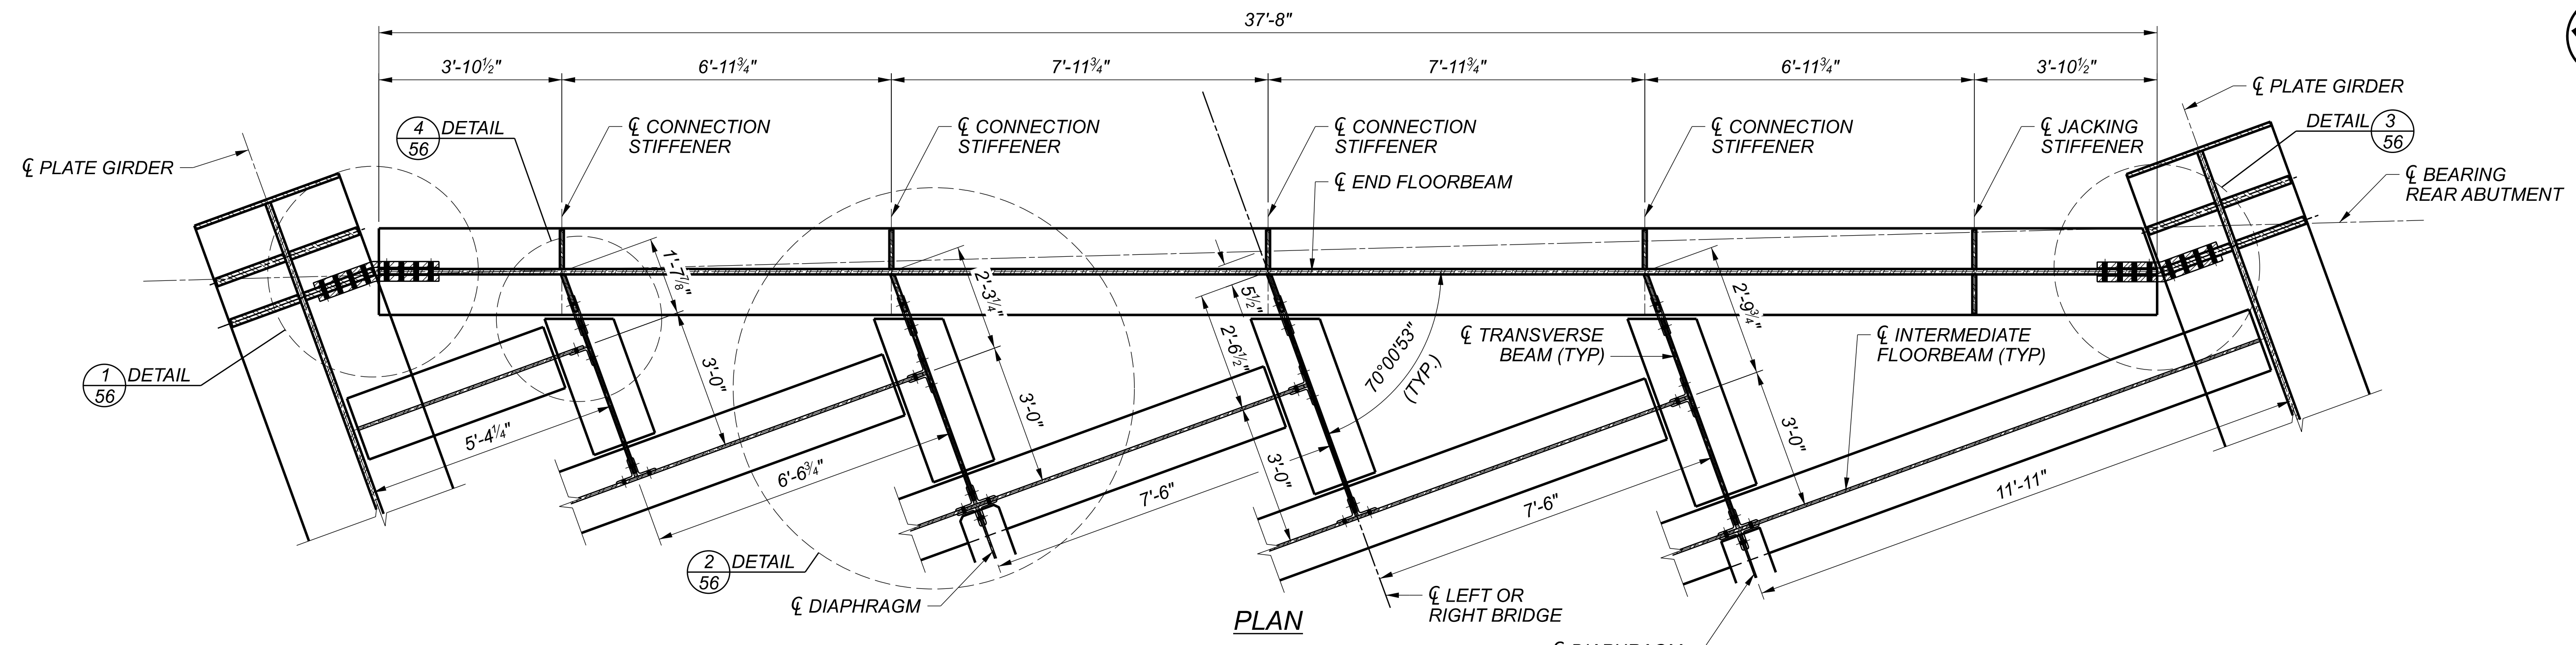 37'-8"
3'-10½"
6'-11¾"
7'-11¾"
7'-11¾"
6'-11¾"
3'-10½"
℄ PLATE GIRDER
4
56
DETAIL
℄ CONNECTION
STIFFENER
℄ CONNECTION
STIFFENER
℄ CONNECTION
STIFFENER
℄ CONNECTION
STIFFENER
℄ JACKING
STIFFENER
℄ PLATE GIRDER
DETAIL
3
56
℄ END FLOORBEAM
℄ BEARING
REAR ABUTMENT
1'-7⅞"
2'-3¼"
5½"
2'-6½"
2'-9¾"
70°00'53"
(TYP.)
℄ TRANSVERSE
BEAM (TYP)
℄ INTERMEDIATE
FLOORBEAM (TYP)
1
56
DETAIL
3'-0"
3'-0"
3'-0"
3'-0"
5'-4¼"
6'-6¾"
7'-6"
7'-6"
11'-11"
2
56
DETAIL
℄ DIAPHRAGM
℄ LEFT OR
RIGHT BRIDGE
PLAN